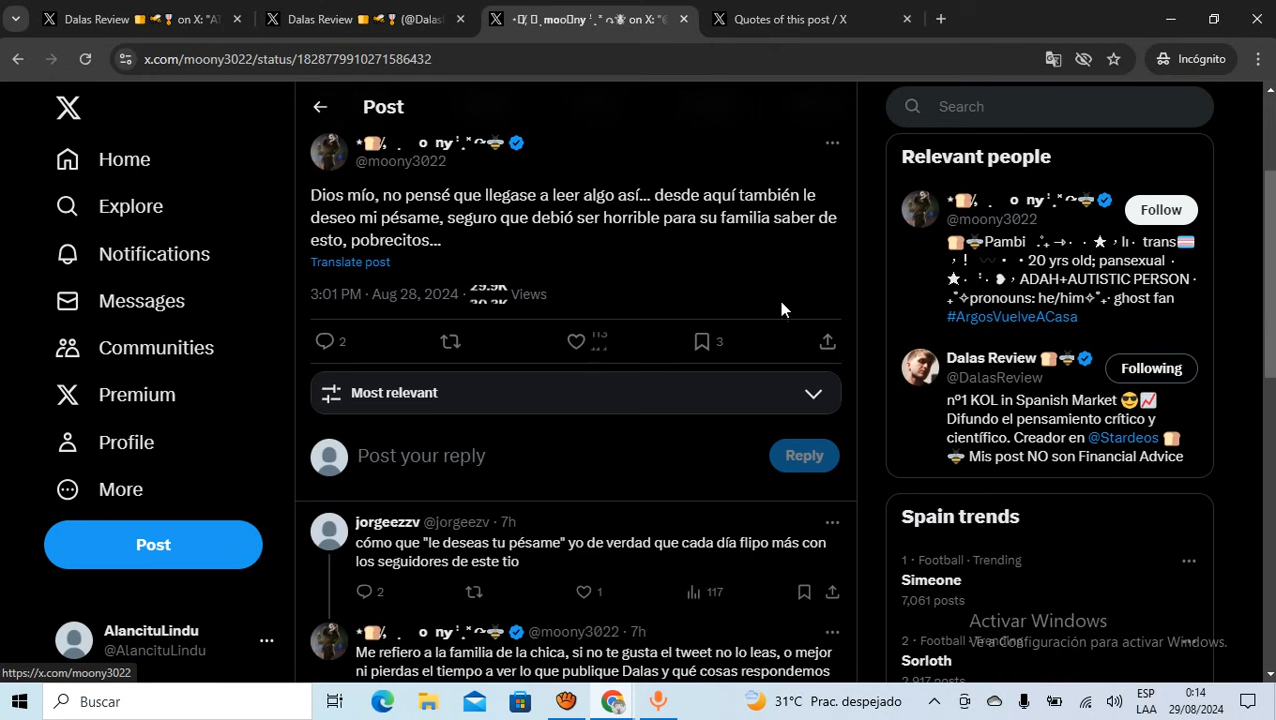 Dalas Review on X: "A
Dalas Review (@Dalas
on X: "
Quotes of this post / X
x.com/moony3022/status/1828779910271586432
Incógnito
Home
Explore
Notifications
Messages
Communities
Premium
Profile
More
Post
AlancituLindu
@AlancituLindu
https://x.com/moony3022
Post
@moony3022
Dios mío, no pensé que llegase a leer algo así... desde aquí también le
deseo mi pésame, seguro que debió ser horrible para su familia saber de
esto, pobrecitos...
Translate post
3:01 PM · Aug 28, 2024 · Views
2 3
Most relevant
Post your reply
Reply
jorgeezzv @jorgeezv · 7h
cómo que "le deseas tu pésame" yo de verdad que cada día flipo más con
los seguidores de este tio
2 1 117
@moony3022 · 7h
Me refiero a la familia de la chica, si no te gusta el tweet no lo leas, o mejor
ni pierdas el tiempo a ver lo que publique Dalas y qué cosas respondemos
Search
Relevant people
@moony3022
Follow
Pambi trans
20 yrs old; pansexual
ADAH+AUTISTIC PERSON
pronouns: he/him ghost fan
#ArgosVuelveACasa
Dalas Review
@DalasReview
Following
nº1 KOL in Spanish Market
Difundo el pensamiento crítico y
científico. Creador en @Stardeos
Mis post NO son Financial Advice
Spain trends
1 · Football · Trending
Simeone
7,061 posts
2 · Football · Trending
Sorloth
2,917 posts
Activar Windows
Ve a Configuración para activar Windows.
Buscar
31°C Prac. despejado
ESP
LAA
0:14
29/08/2024